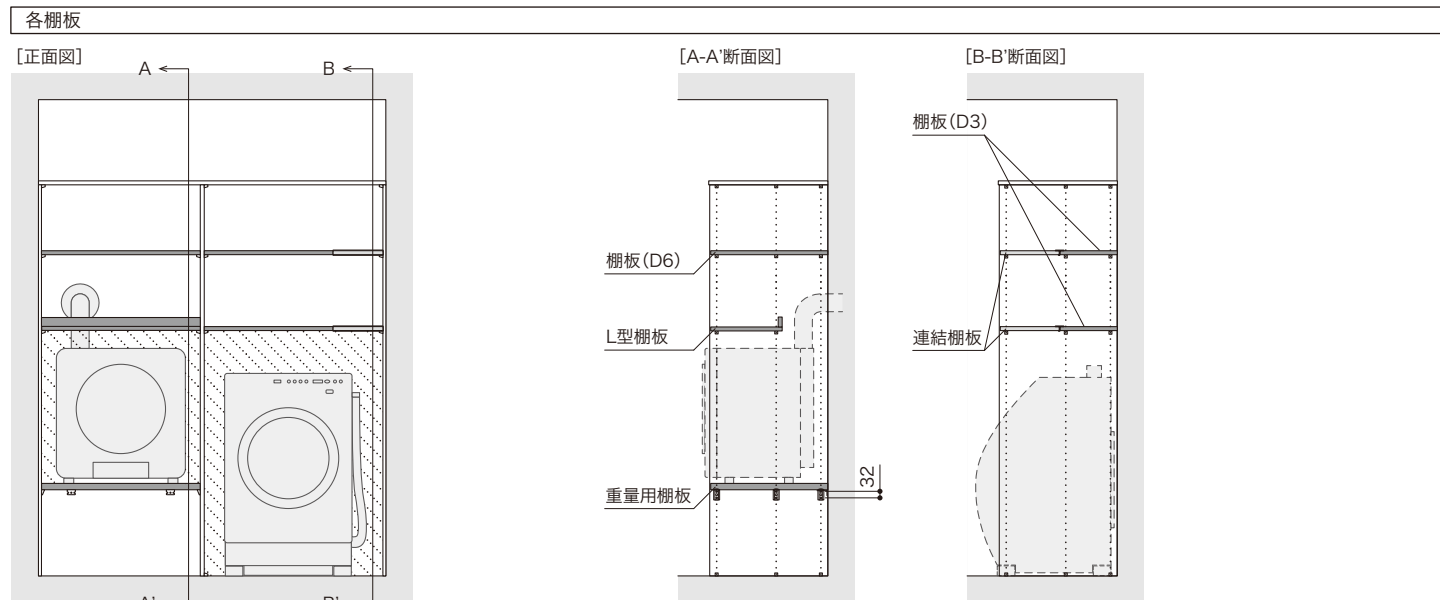 各棚板
[正面図]
A
B
[A-A'断面図]
[B-B'断面図]
棚板(D3)
棚板(D6)
L型棚板
連結棚板
重量用棚板
32
A'
B'